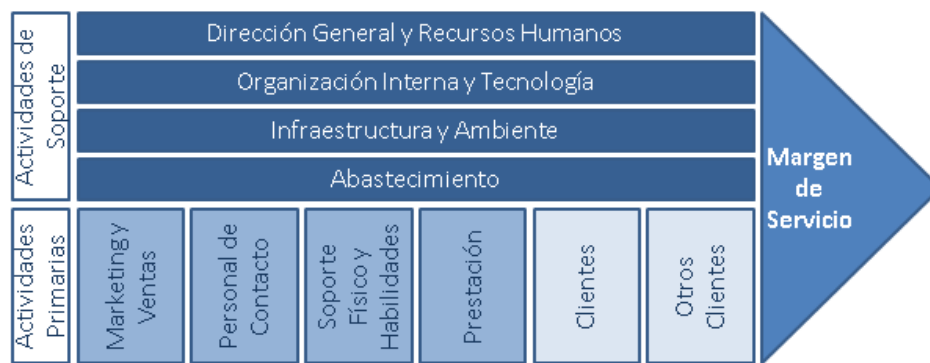 Actividades de
Soporte
Dirección General y Recursos Humanos
Organización Interna y Tecnología
Infraestructura y Ambiente
Abastecimiento
Actividades
Primarias
Marketing y
Ventas
Personal de
Contacto
Soporte
Físico y
Habilidades
Prestación
Clientes
Otros
Clientes
Margen
de
Servicio